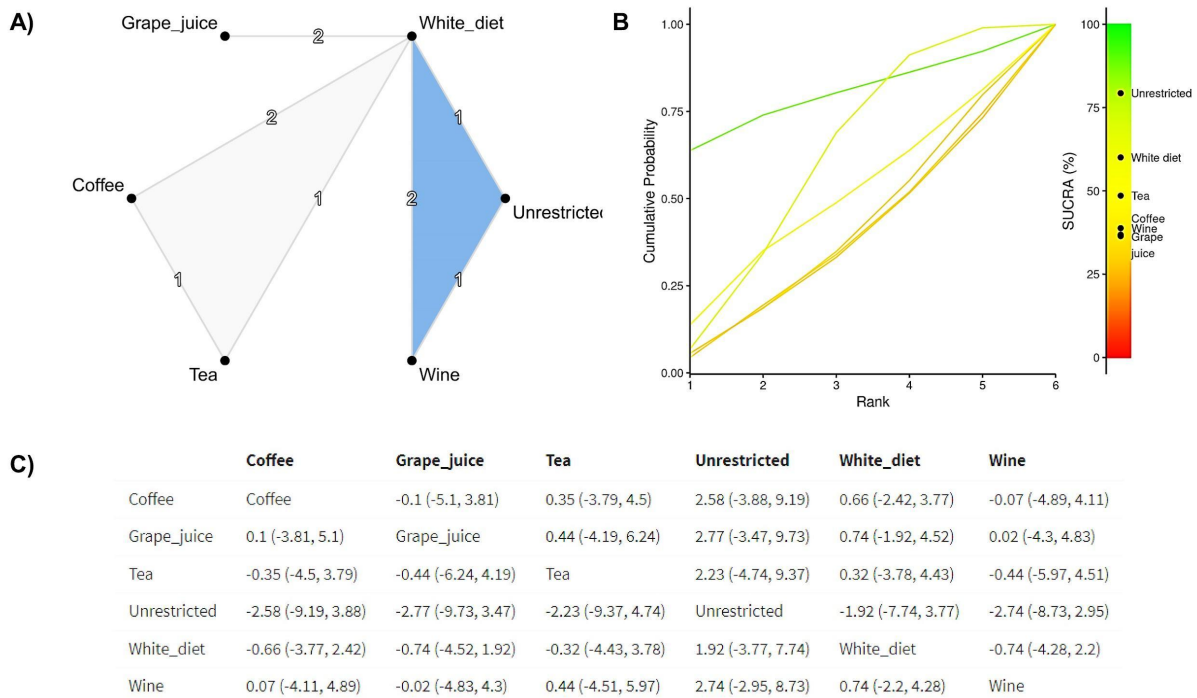 A)
Grape_juice
White_diet
2
2
1
Coffee
1
2
Unrestricted
1
1
Tea
Wine
B
1.00
0.75
0.50
0.25
0.00
Cumulative Probability
1 2 3 4 5 6
Rank
SUCRA (%)
100
75
50
25
0
Unrestricted
White diet
Tea
Coffee
Wine
Grape
juice
C)
Coffee Grape_juice Tea Unrestricted White_diet Wine
Coffee Coffee -0.1 (-5.1, 3.81) 0.35 (-3.79, 4.5) 2.58 (-3.88, 9.19) 0.66 (-2.42, 3.77) -0.07 (-4.89, 4.11)
Grape_juice 0.1 (-3.81, 5.1) Grape_juice 0.44 (-4.19, 6.24) 2.77 (-3.47, 9.73) 0.74 (-1.92, 4.52) 0.02 (-4.3, 4.83)
Tea -0.35 (-4.5, 3.79) -0.44 (-6.24, 4.19) Tea 2.23 (-4.74, 9.37) 0.32 (-3.78, 4.43) -0.44 (-5.97, 4.51)
Unrestricted -2.58 (-9.19, 3.88) -2.77 (-9.73, 3.47) -2.23 (-9.37, 4.74) Unrestricted -1.92 (-7.74, 3.77) -2.74 (-8.73, 2.95)
White_diet -0.66 (-3.77, 2.42) -0.74 (-4.52, 1.92) -0.32 (-4.43, 3.78) 1.92 (-3.77, 7.74) White_diet -0.74 (-4.28, 2.2)
Wine 0.07 (-4.11, 4.89) -0.02 (-4.83, 4.3) 0.44 (-4.51, 5.97) 2.74 (-2.95, 8.73) 0.74 (-2.2, 4.28) Wine